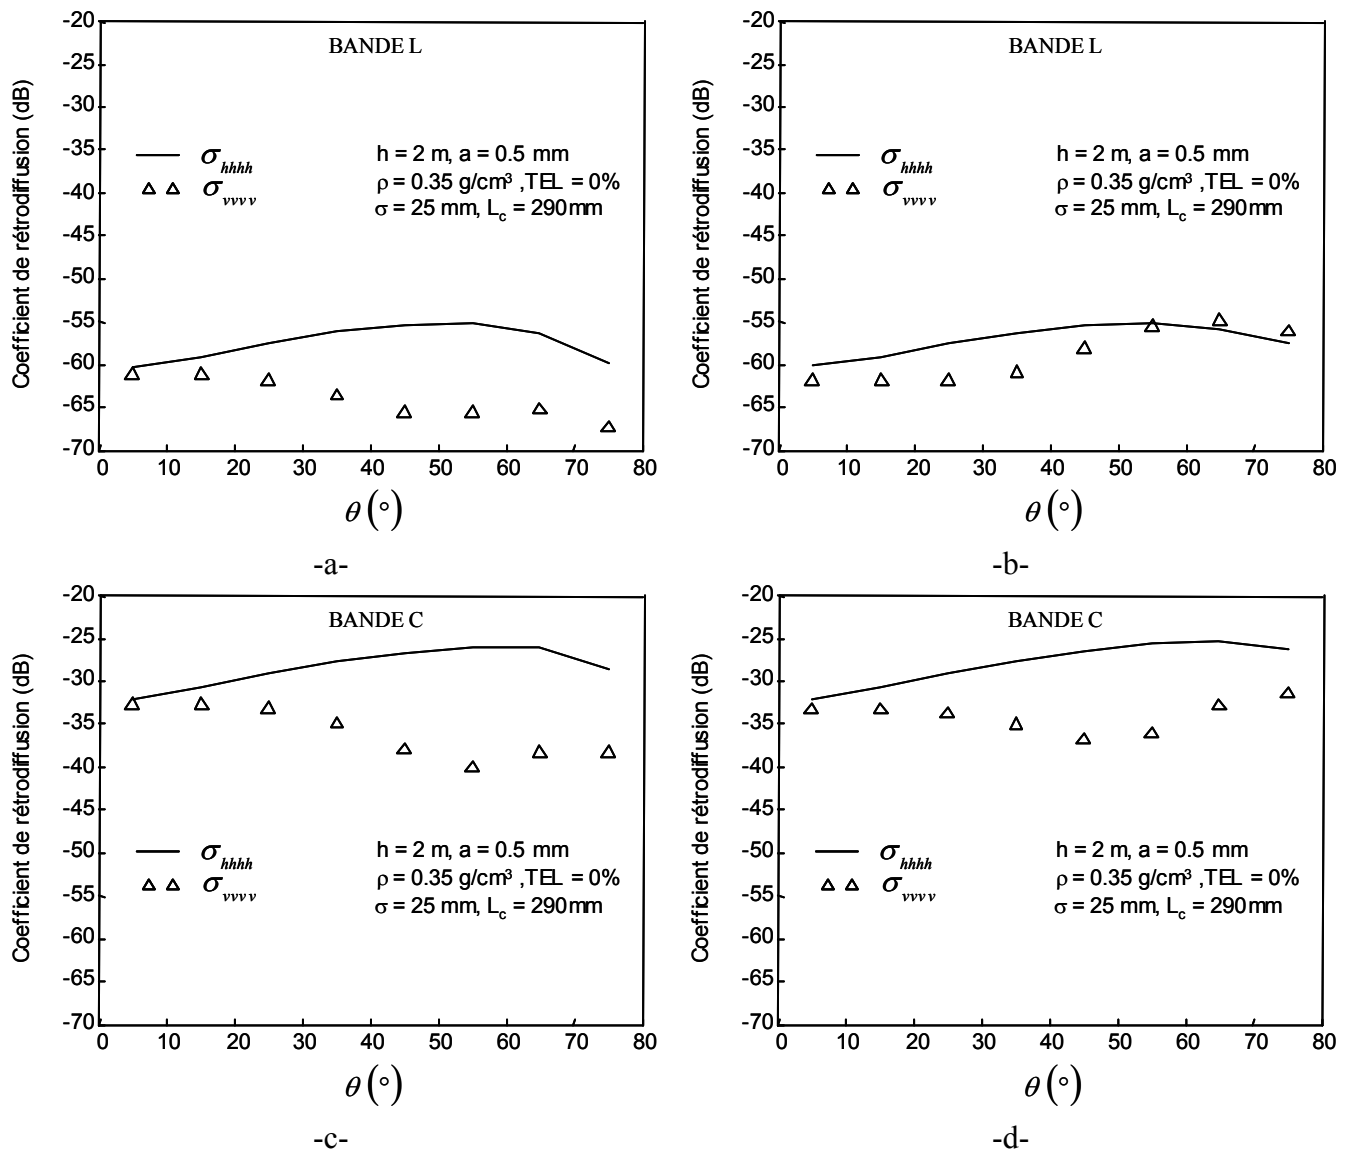 BANDE L
Coefficient de rétrodiffusion (dB)
-20
-25
-30
-35
-40
-45
-50
-55
-60
-65
-70
σhhhh
σvvvv
h = 2 m, a = 0.5 mm
ρ = 0.35 g/cm³ ,TEL = 0%
σ = 25 mm, Lc = 290mm
0 10 20 30 40 50 60 70 80
θ (°)
-a-
BANDE L
Coefficient de rétrodiffusion (dB)
-20
-25
-30
-35
-40
-45
-50
-55
-60
-65
-70
σhhhh
σvvvv
h = 2 m, a = 0.5 mm
ρ = 0.35 g/cm³ ,TEL = 0%
σ = 25 mm, Lc = 290mm
0 10 20 30 40 50 60 70 80
θ (°)
-b-
BANDE C
Coefficient de rétrodiffusion (dB)
-20
-25
-30
-35
-40
-45
-50
-55
-60
-65
-70
σhhhh
σvvvv
h = 2 m, a = 0.5 mm
ρ = 0.35 g/cm³ ,TEL = 0%
σ = 25 mm, Lc = 290mm
0 10 20 30 40 50 60 70 80
θ (°)
-c-
BANDE C
Coefficient de rétrodiffusion (dB)
-20
-25
-30
-35
-40
-45
-50
-55
-60
-65
-70
σhhhh
σvvvv
h = 2 m, a = 0.5 mm
ρ = 0.35 g/cm³ ,TEL = 0%
σ = 25 mm, Lc = 290mm
0 10 20 30 40 50 60 70 80
θ (°)
-d-